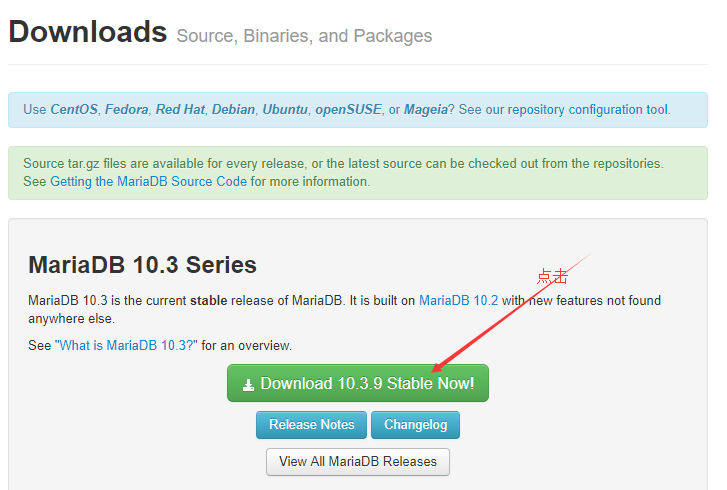 Downloads Source, Binaries, and Packages
Use CentOS, Fedora, Red Hat, Debian, Ubuntu, openSUSE, or Mageia? See our repository configuration tool.
Source tar.gz files are available for every release, or the latest source can be checked out from the repositories.
See Getting the MariaDB Source Code for more information.
MariaDB 10.3 Series
点击
MariaDB 10.3 is the current stable release of MariaDB. It is built on MariaDB 10.2 with new features not found
anywhere else.
See "What is MariaDB 10.3?" for an overview.
Download 10.3.9 Stable Now!
Release Notes Changelog
View All MariaDB Releases